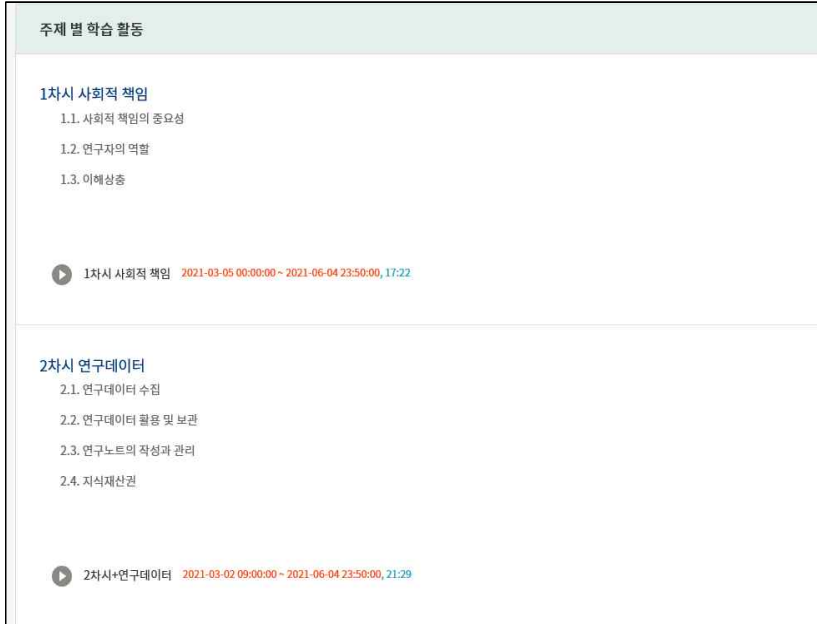 주제 별 학습 활동
1차시 사회적 책임
1.1. 사회적 책임의 중요성
1.2. 연구자의 역할
1.3. 이해상충
1차시 사회적 책임 2021-03-05 00:00:00 ~ 2021-06-04 23:50:00, 17:22
2차시 연구데이터
2.1. 연구데이터 수집
2.2. 연구데이터 활용 및 보관
2.3. 연구노트의 작성과 관리
2.4. 지식재산권
2차시+연구데이터 2021-03-02 09:00:00 ~ 2021-06-04 23:50:00, 21:29